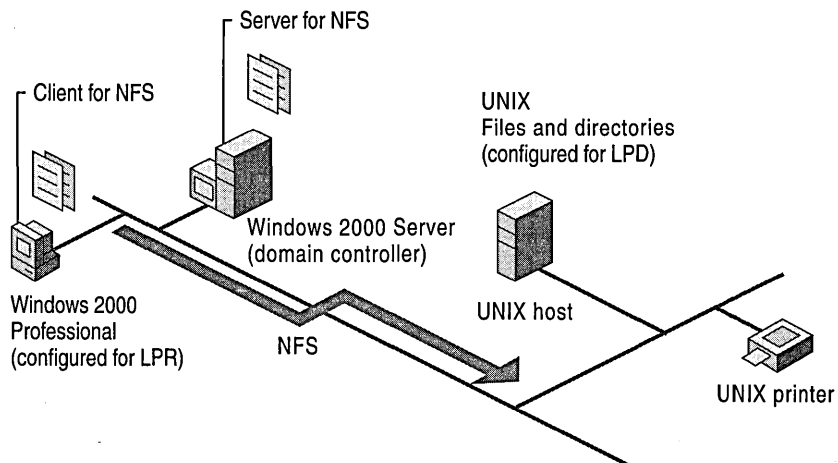 Server for NFS
Client for NFS
UNIX
Files and directories
(configured for LPD)
Windows 2000 Server
(domain controller)
Windows 2000
Professional
(configured for LPR)
NFS
UNIX host
UNIX printer